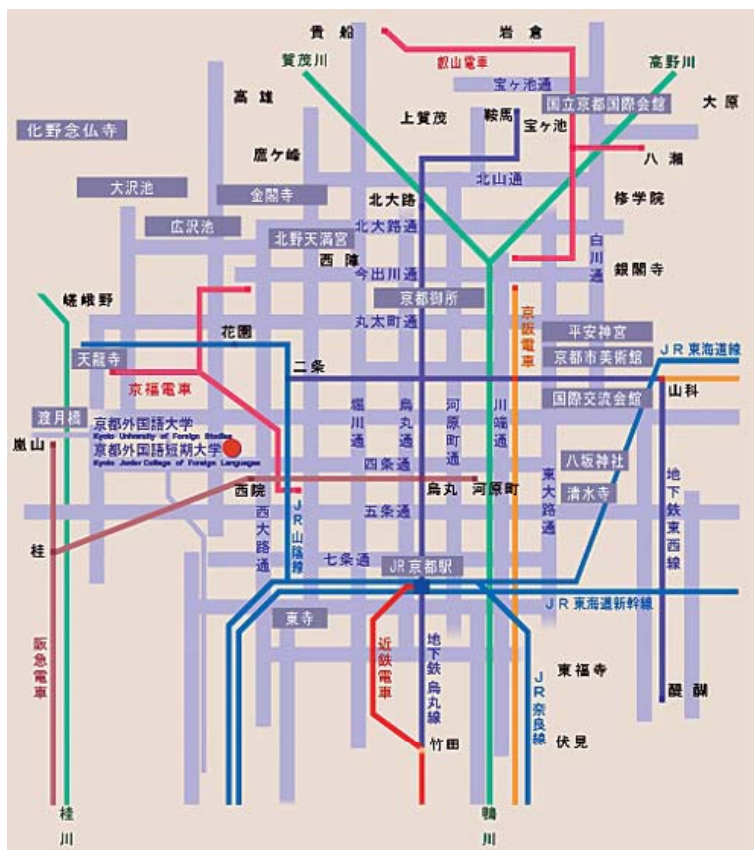 貴船
岩倉
賀茂川
叡山電車
高野川
宝ヶ池通
高雄
国立京都国際会館
大原
上賀茂
鞍馬
宝ヶ池
化野念仏寺
鷹ケ峰
八瀬
大沢池
金閣寺
北大路
北山通
修学院
広沢池
北野天満宮
北大路通
白川通
西陣
今出川通
銀閣寺
嵯峨野
京都御所
京阪電車
丸太町通
花園
平安神宮
天龍寺
二条
京都市美術館
JR東海道線
京福電車
山科
渡月橋
堀川通
烏丸通
河原町通
川端通
国際交流会館
京都外国語大学
Kyoto University of Foreign Studies
京都外国語短期大学
Kyoto Junior College of Foreign Languages
嵐山
四条通
八坂神社
西院
烏丸
河原町
東大路通
清水寺
地下鉄東西線
西大路通
JR山陰線
五条通
桂
七条通
JR京都駅
JR東海道新幹線
東寺
阪急電車
近鉄電車
地下鉄烏丸線
JR奈良線
東福寺
醍醐
竹田
伏見
桂川
鴨川